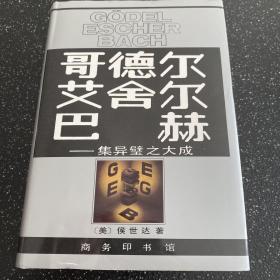 GÖDEL
ESCHER
BACH
哥德尔
艾舍尔
巴赫
——集异璧之大成
G E
E G
B
[美] 侯世达 著
商务印书馆